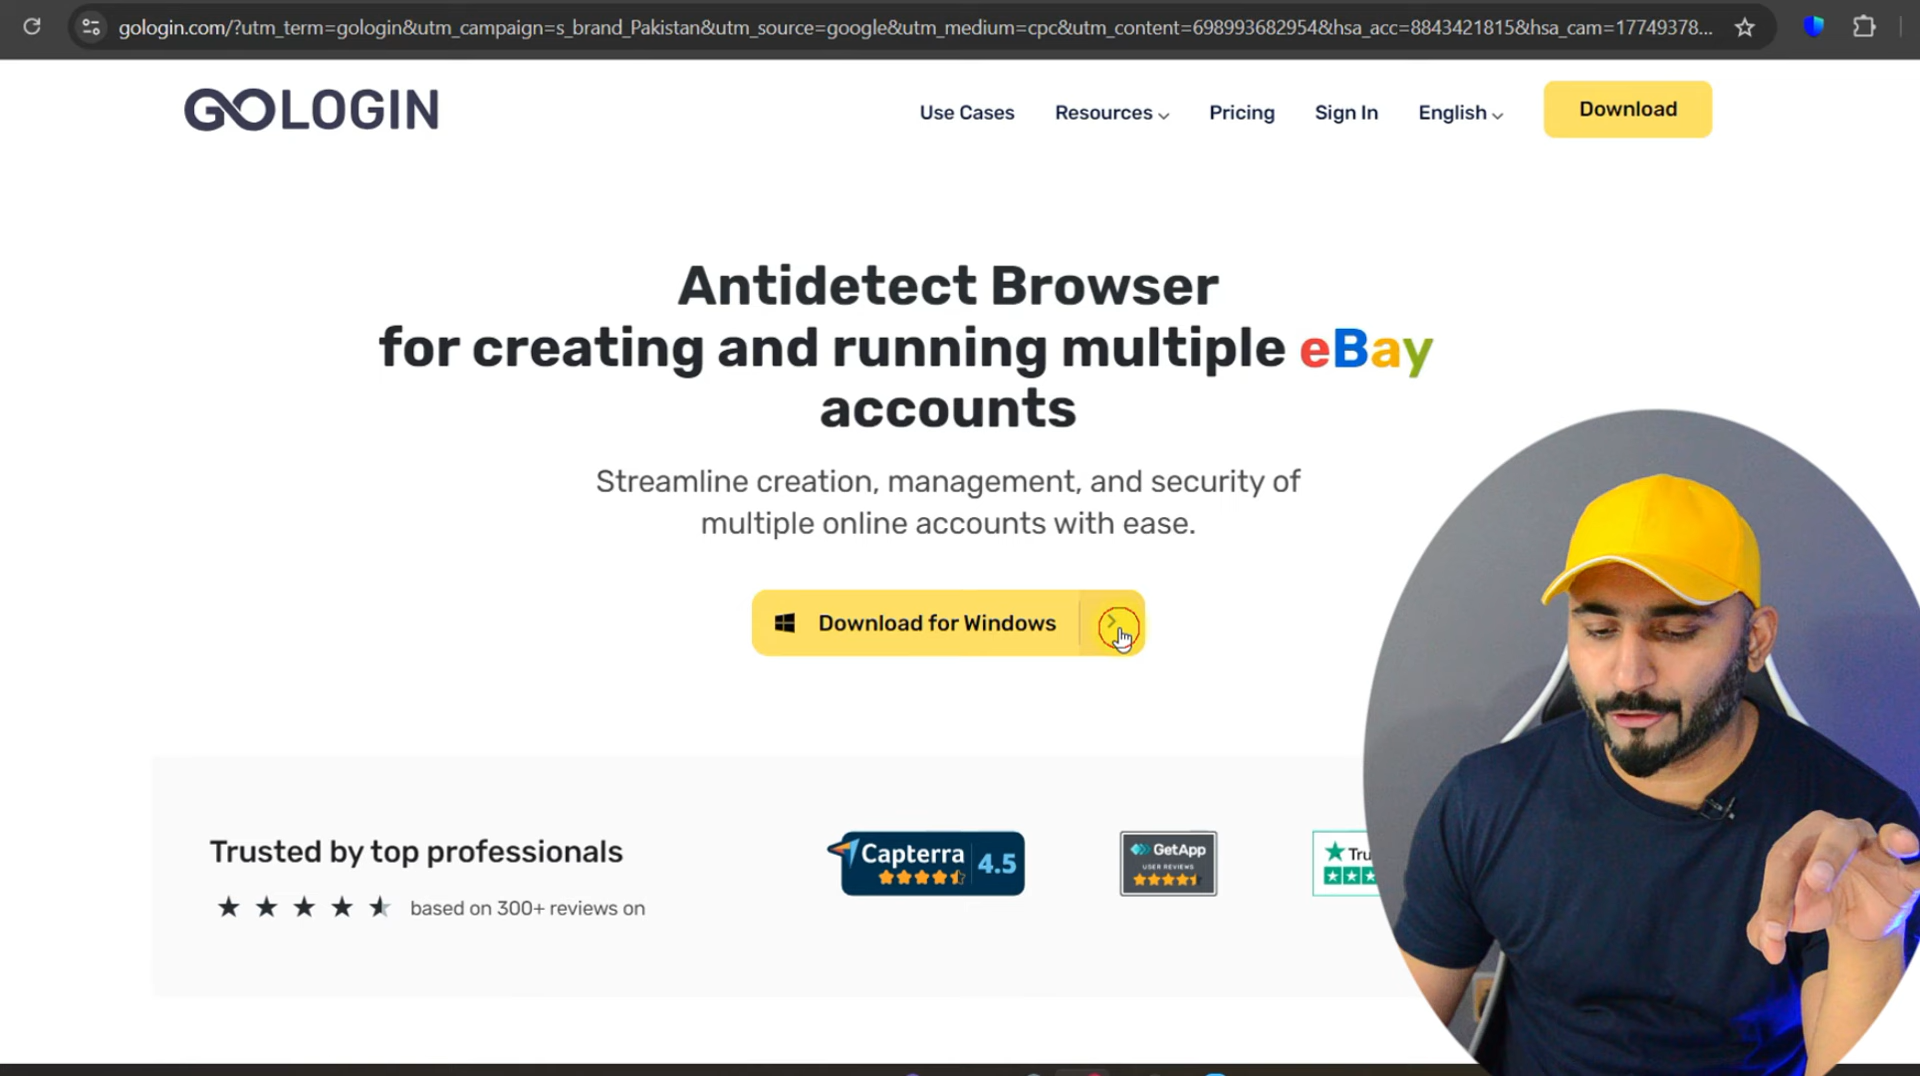 gologin.com/?utm_term=gologin&utm_campaign=s_brand_Pakistan&utm_source=google&utm_medium=cpc&utm_content=698993682954&hsa_acc=8843421815&hsa_cam=17749378...
GOLOGIN
Use Cases Resources Pricing Sign In English Download
Antidetect Browser
for creating and running multiple eBay
accounts
Streamline creation, management, and security of
multiple online accounts with ease.
Download for Windows
Trusted by top professionals
based on 300+ reviews on
Capterra 4.5
GetApp
USER REVIEWS
Tru